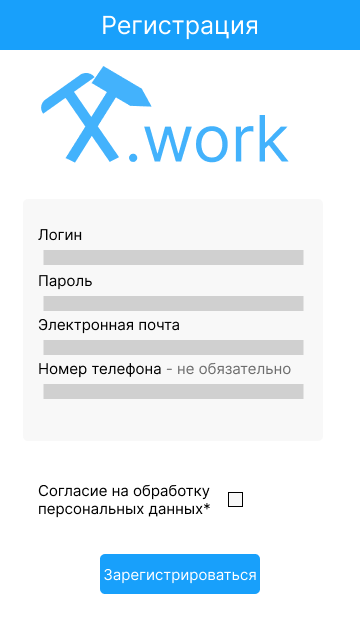 Регистрация
X.work
Логин
Пароль
Электронная почта
Номер телефона - не обязательно
Согласие на обработку
персональных данных*
Зарегистрироваться